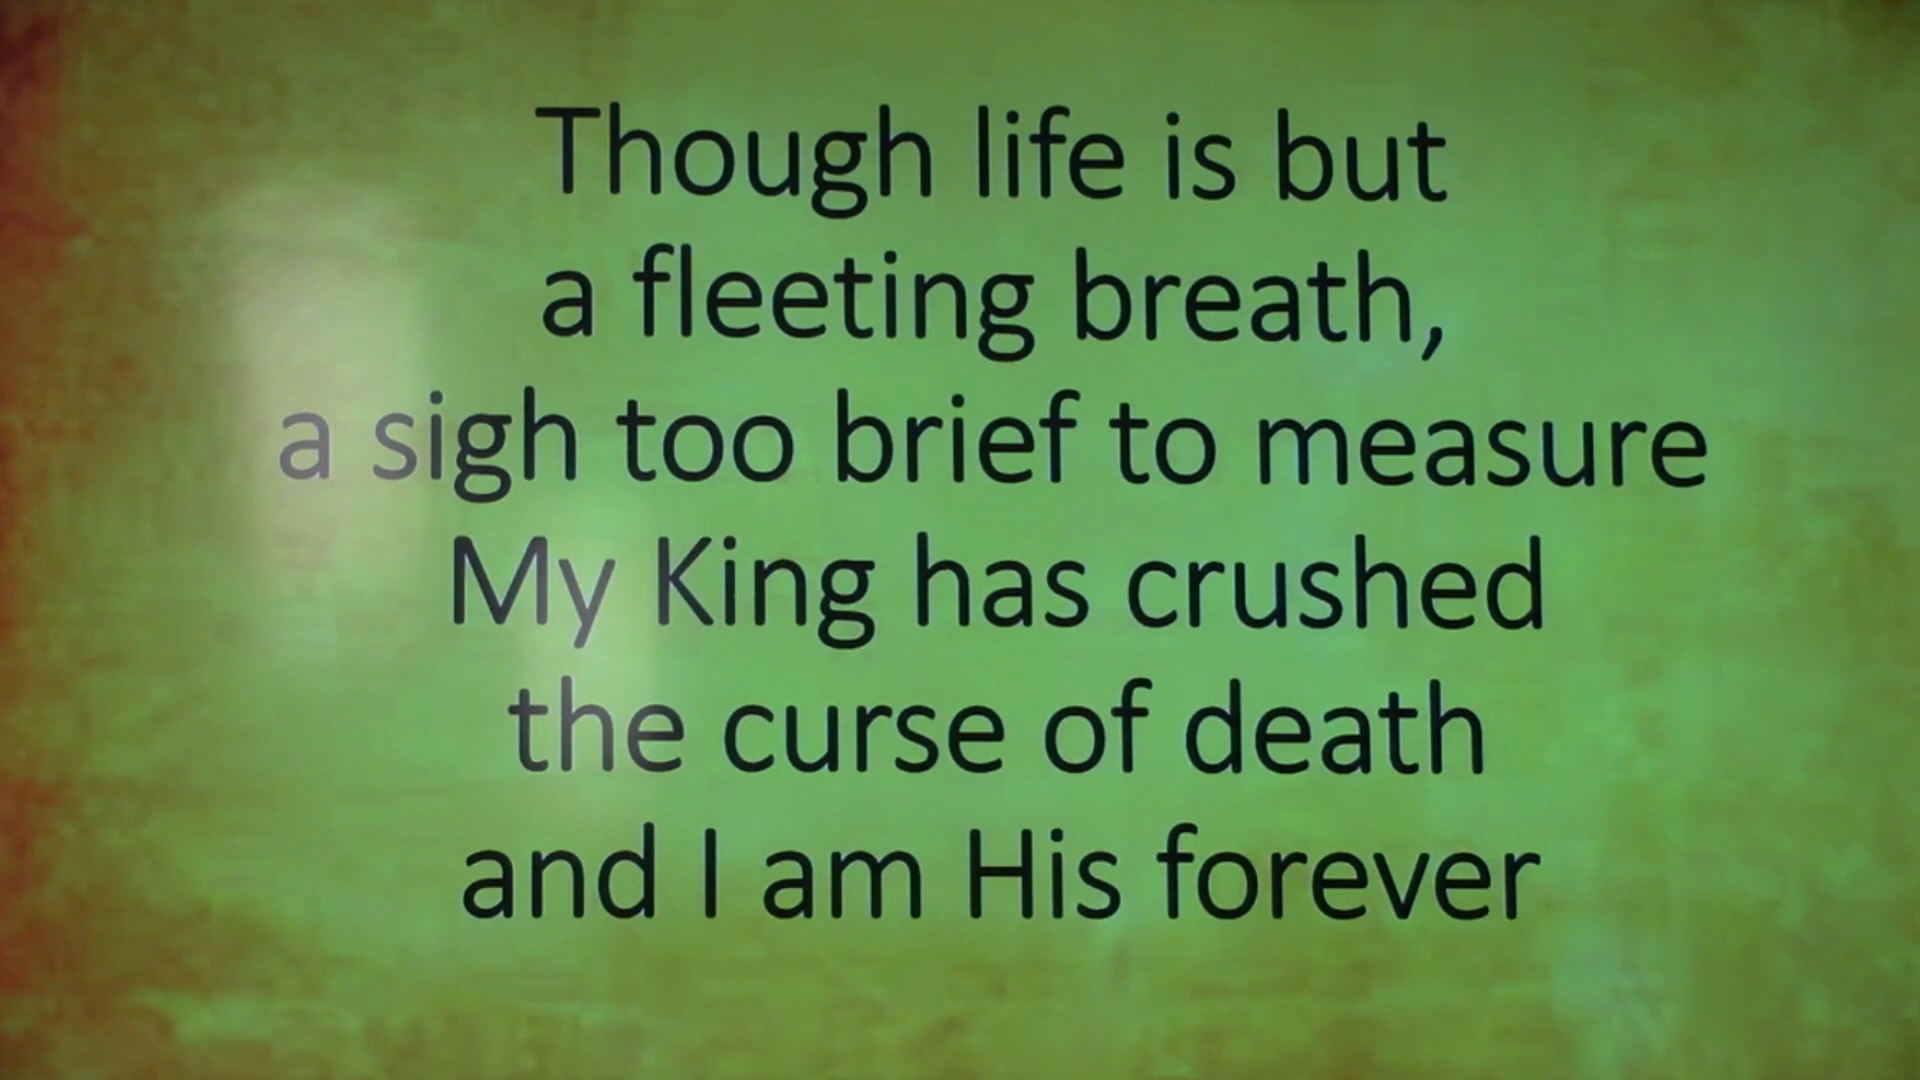 Though life is but
a fleeting breath,
a sigh too brief to measure
My King has crushed
the curse of death
and I am His forever